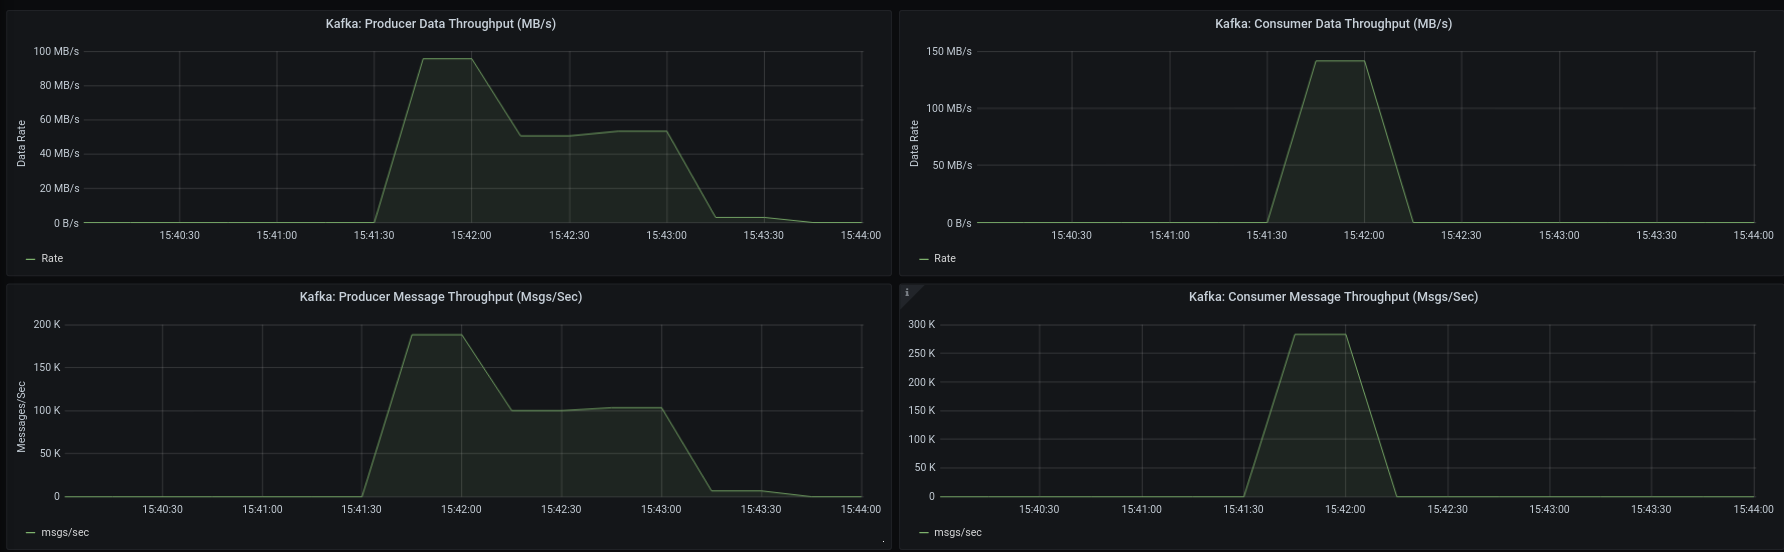 Kafka: Producer Data Throughput (MB/s)
100 MB/s
80 MB/s
60 MB/s
40 MB/s
20 MB/s
0 B/s
Data Rate
15:40:30 15:41:00 15:41:30 15:42:00 15:42:30 15:43:00 15:43:30 15:44:00
Rate
Kafka: Consumer Data Throughput (MB/s)
150 MB/s
100 MB/s
50 MB/s
0 B/s
Data Rate
15:40:30 15:41:00 15:41:30 15:42:00 15:42:30 15:43:00 15:43:30 15:44:00
Rate
Kafka: Producer Message Throughput (Msgs/Sec)
200 K
150 K
100 K
50 K
0
Messages/Sec
15:40:30 15:41:00 15:41:30 15:42:00 15:42:30 15:43:00 15:43:30 15:44:00
msgs/sec
i
Kafka: Consumer Message Throughput (Msgs/Sec)
300 K
250 K
200 K
150 K
100 K
50 K
0
15:40:30 15:41:00 15:41:30 15:42:00 15:42:30 15:43:00 15:43:30 15:44:00
msgs/sec